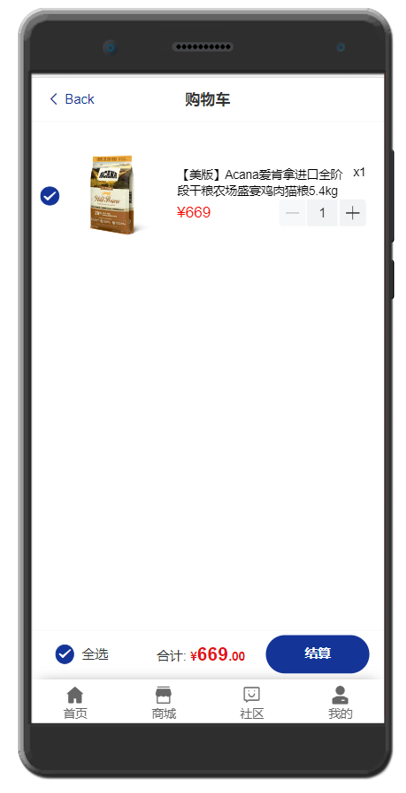 Back
购物车
ACANA
【美版】Acana爱肯拿进口全阶
x1
段干粮农场盛宴鸡肉猫粮5.4kg
¥669
1
全选
合计: ¥669.00
结算
首页
商城
社区
我的